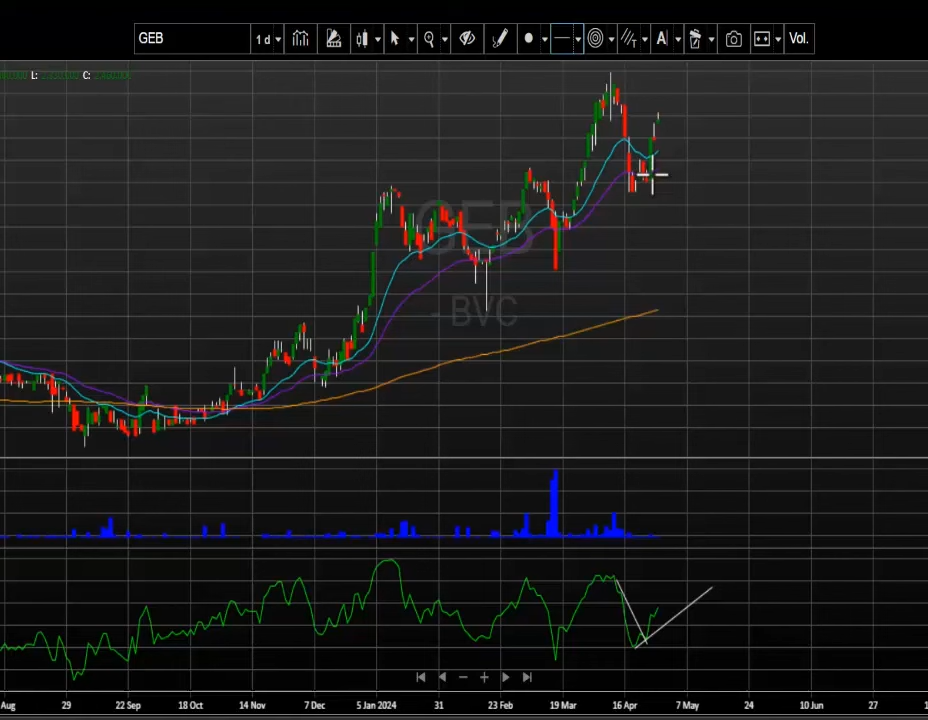 GEB 1 d T A Vol.
L: C:
GEB
- BVC
Aug 29 22 Sep 18 Oct 14 Nov 7 Dec 5 Jan 2024 31 23 Feb 19 Mar 16 Apr 7 May 24 10 Jun 27